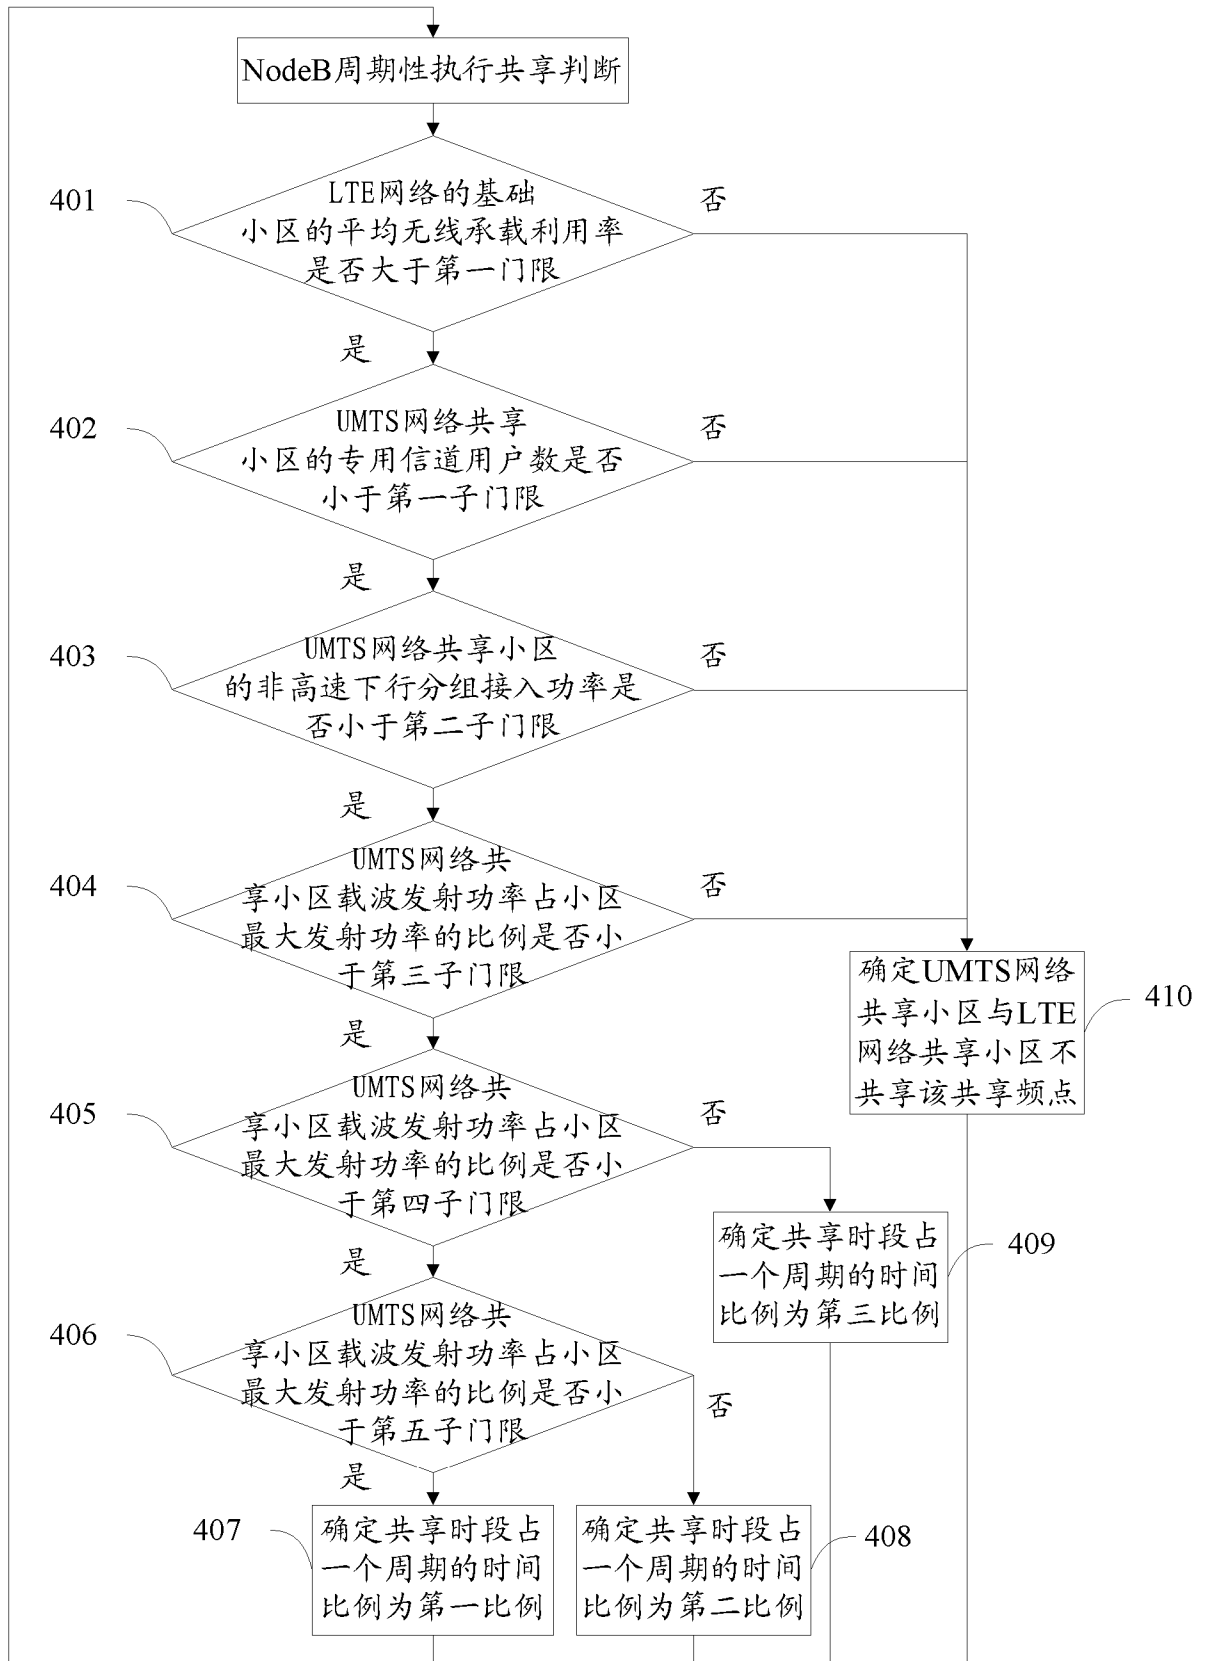 NodeB周期性执行共享判断
401
LTE网络的基础
小区的平均无线承载利用率
是否大于第一门限
否
是
402
UMTS网络共享
小区的专用信道用户数是否
小于第一子门限
否
是
403
UMTS网络共享小区
的非高速下行分组接入功率是
否小于第二子门限
否
是
404
UMTS网络共
享小区载波发射功率占小区
最大发射功率的比例是否小
于第三子门限
否
确定UMTS网络
共享小区与LTE
网络共享小区不
共享该共享频点
410
是
405
UMTS网络共
享小区载波发射功率占小区
最大发射功率的比例是否小
于第四子门限
否
确定共享时段占
一个周期的时间
比例为第三比例
409
是
406
UMTS网络共
享小区载波发射功率占小区
最大发射功率的比例是否小
于第五子门限
否
是
407
确定共享时段占
一个周期的时间
比例为第一比例
确定共享时段占
一个周期的时间
比例为第二比例
408